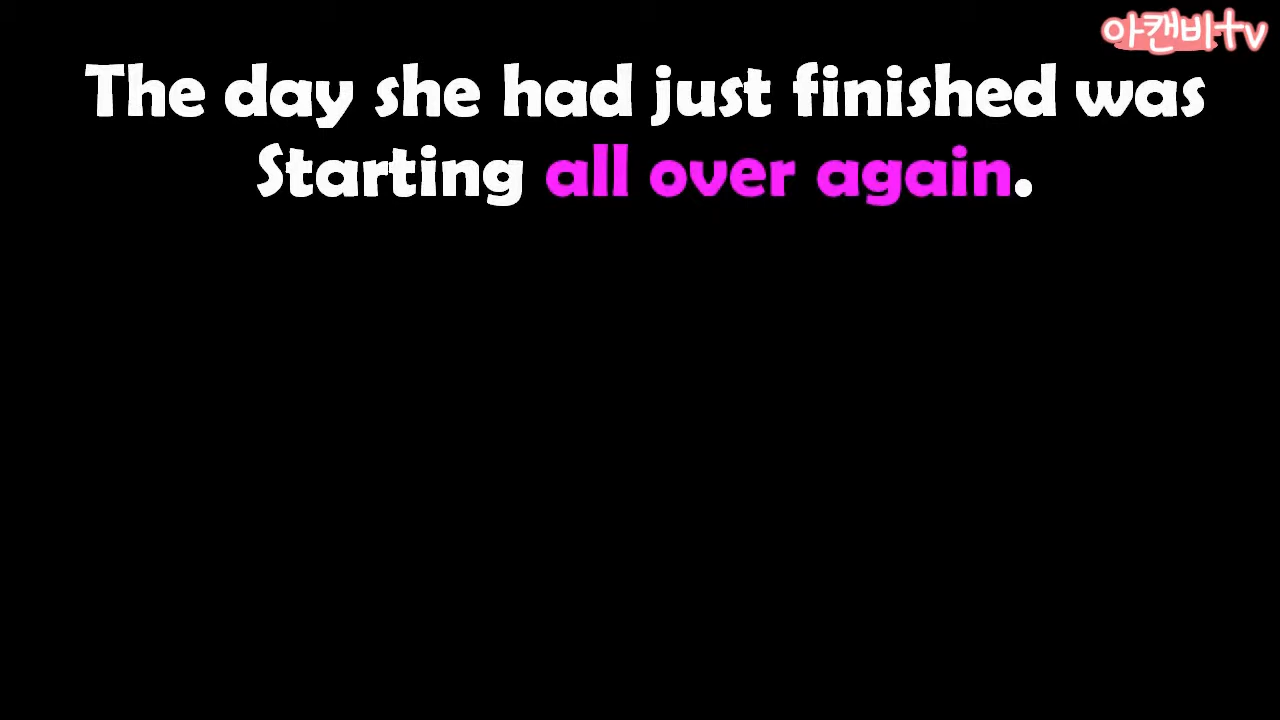 아캔비tv
The day she had just finished was
Starting all over again.